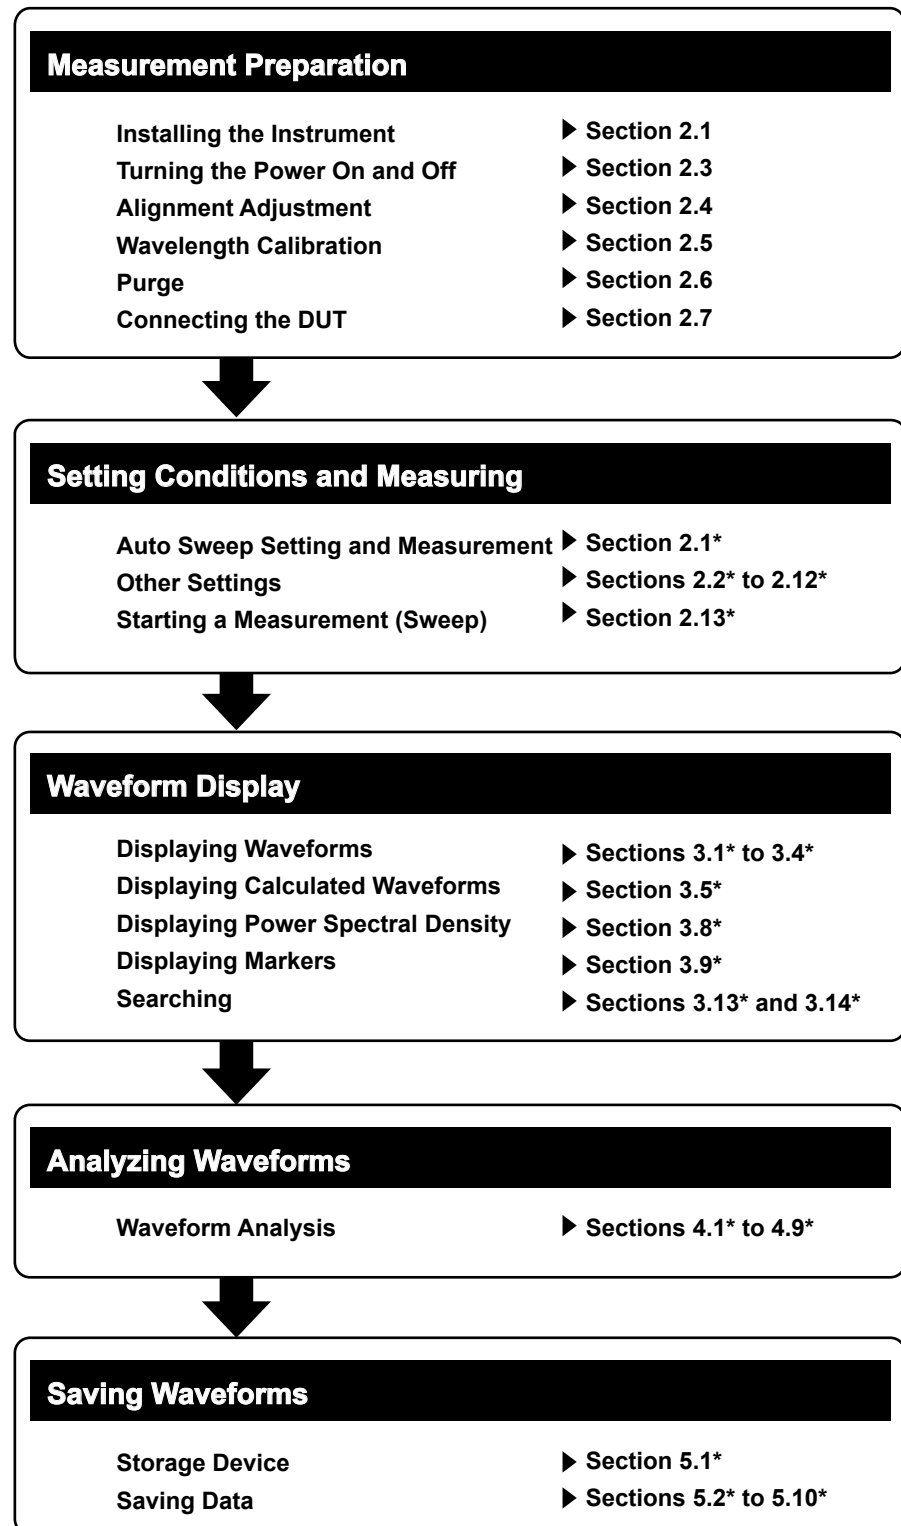 Measurement Preparation
Installing the Instrument Section 2.1
Turning the Power On and Off Section 2.3
Alignment Adjustment Section 2.4
Wavelength Calibration Section 2.5
Purge Section 2.6
Connecting the DUT Section 2.7
Setting Conditions and Measuring
Auto Sweep Setting and Measurement Section 2.1*
Other Settings Sections 2.2* to 2.12*
Starting a Measurement (Sweep) Section 2.13*
Waveform Display
Displaying Waveforms Sections 3.1* to 3.4*
Displaying Calculated Waveforms Section 3.5*
Displaying Power Spectral Density Section 3.8*
Displaying Markers Section 3.9*
Searching Sections 3.13* and 3.14*
Analyzing Waveforms
Waveform Analysis Sections 4.1* to 4.9*
Saving Waveforms
Storage Device Section 5.1*
Saving Data Sections 5.2* to 5.10*